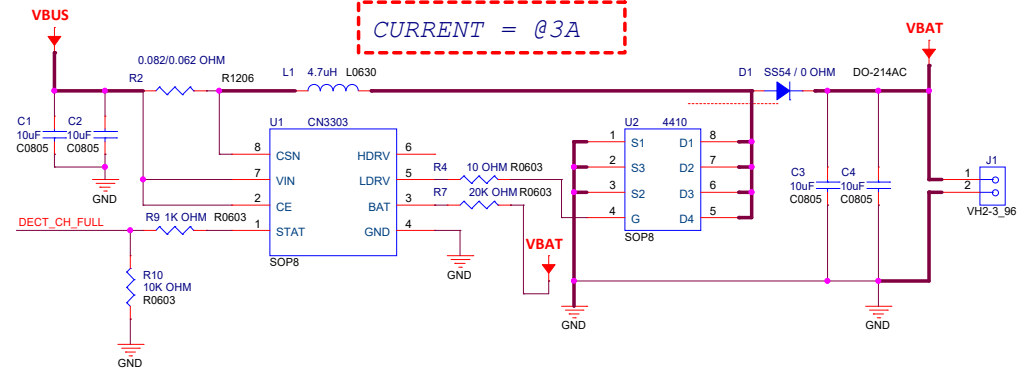 CURRENT = @3A
VBUS
VBAT
0.082/0.062 OHM
R2
R1206
L1
4.7uH
L0630
D1
SS54 / 0 OHM
DO-214AC
C1
10uF
C0805
C2
10uF
C0805
GND
U1
CN3303
8
CSN
7
VIN
2
CE
1
STAT
HDRV
6
LDRV
5
BAT
3
GND
4
SOP8
R4
10 OHM
R0603
R7
20K OHM
R0603
U2
4410
1
S1
2
S3
3
S2
4
G
D1
8
D2
7
D3
6
D4
5
SOP8
C3
10uF
C0805
C4
10uF
C0805
J1
1
2
VH2-3_96
DECT_CH_FULL
R9
1K OHM
R0603
R10
10K OHM
R0603
GND
GND
VBAT
GND
GND